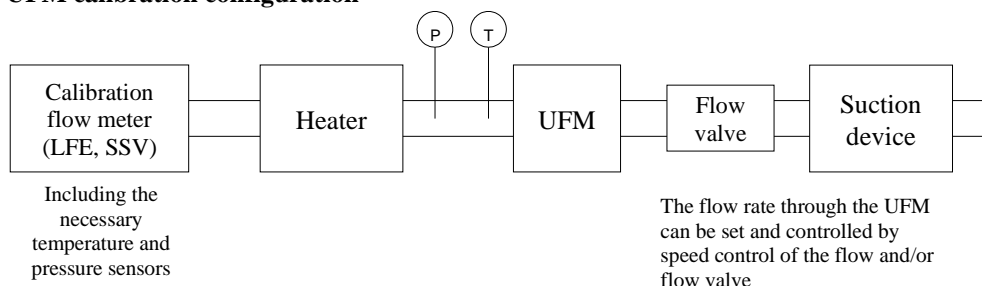 UFM calibration configuration
P
T
Calibration
flow meter
(LFE, SSV)
Heater
UFM
Flow
valve
Suction
device
Including the
necessary
temperature and
pressure sensors
The flow rate through the UFM
can be set and controlled by
speed control of the flow and/or
flow valve